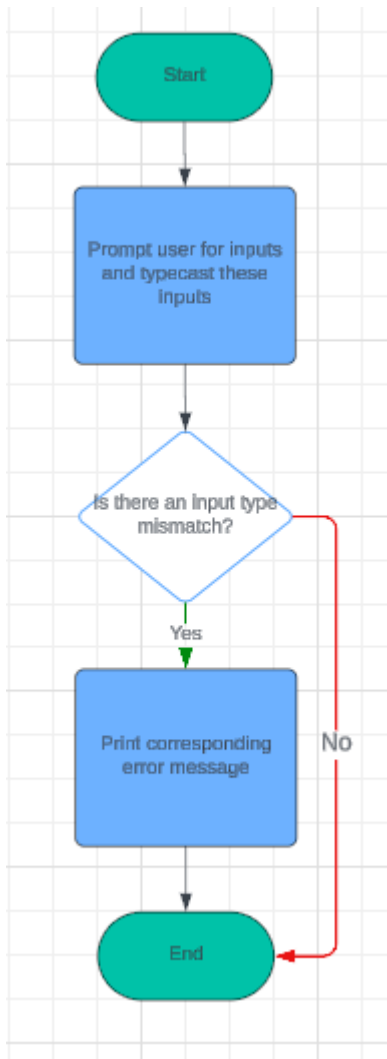 Start
Prompt user for inputs
and typecast these
inputs
Is there an input type
mismatch?
Yes
Print corresponding
error message
No
End